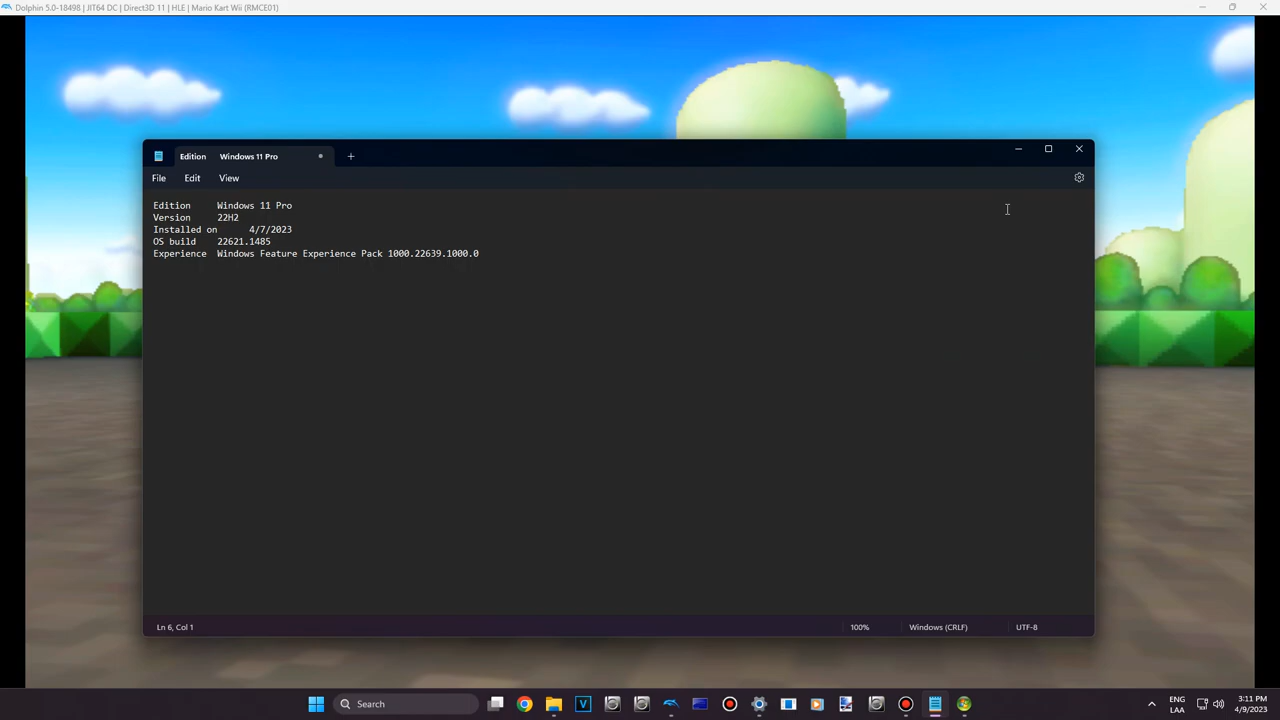 Dolphin 5.0-18498 | JIT64 DC | Direct3D 11 | HLE | Mario Kart Wii (RMCE01)
Edition Windows 11 Pro
File Edit View
Edition Windows 11 Pro
Version 22H2
Installed on 4/7/2023
OS build 22621.1485
Experience Windows Feature Experience Pack 1000.22639.1000.0
Ln 6, Col 1 100% Windows (CRLF) UTF-8
Search
ENG
LAA
3:11 PM
4/9/2023